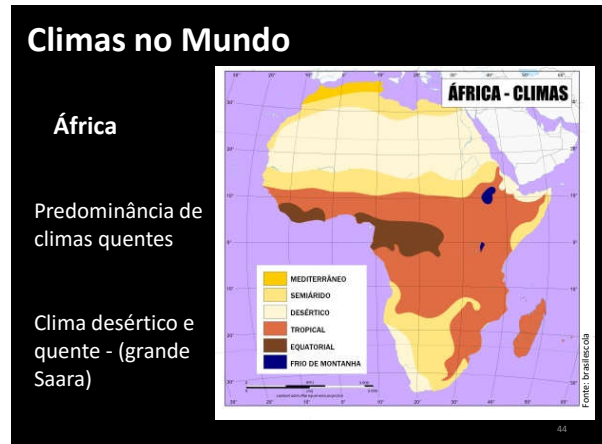 Climas no Mundo
África
Predominância de
climas quentes
Clima desértico e
quente - (grande
Saara)
ÁFRICA - CLIMAS
MEDITERRÂNEO
SEMIÁRIDO
DESÉRTICO
TROPICAL
EQUATORIAL
FRIO DE MONTANHA
Fonte: brasilescola
44